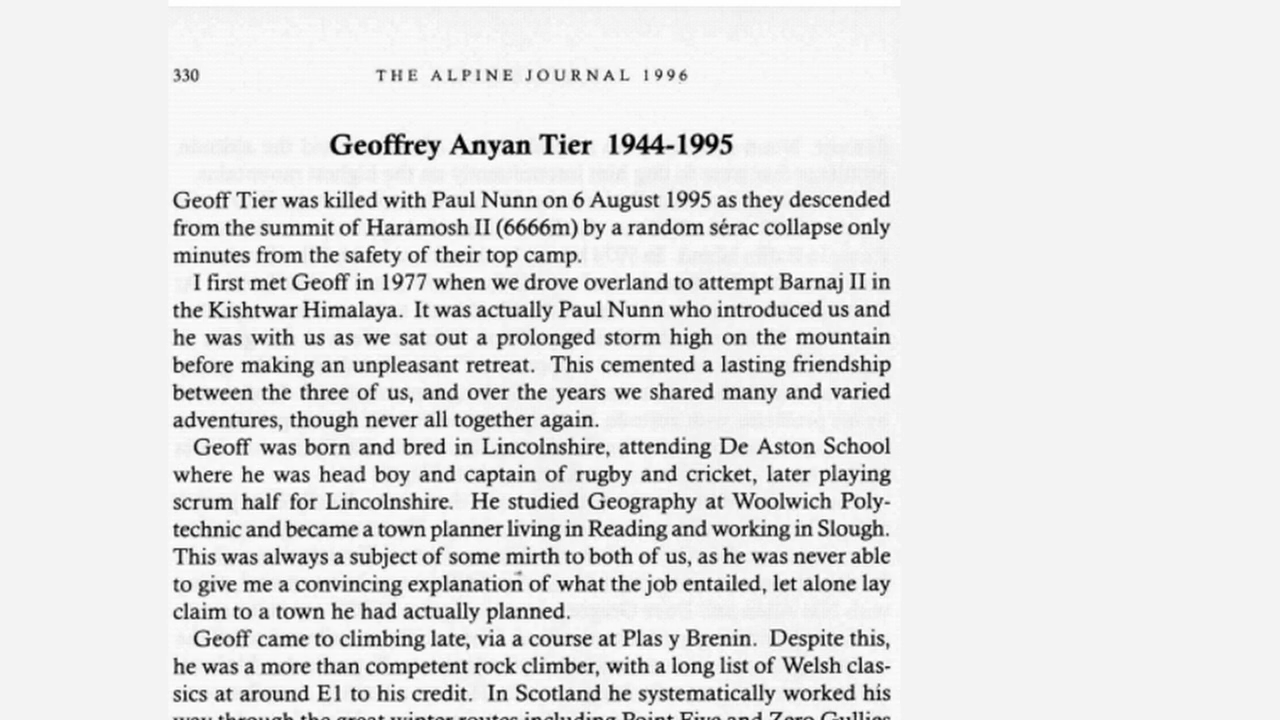 330
THE ALPINE JOURNAL 1996
Geoffrey Anyan Tier 1944-1995
Geoff Tier was killed with Paul Nunn on 6 August 1995 as they descended
from the summit of Haramosh II (6666m) by a random sérac collapse only
minutes from the safety of their top camp.
I first met Geoff in 1977 when we drove overland to attempt Barnaj II in
the Kishtwar Himalaya. It was actually Paul Nunn who introduced us and
he was with us as we sat out a prolonged storm high on the mountain
before making an unpleasant retreat. This cemented a lasting friendship
between the three of us, and over the years we shared many and varied
adventures, though never all together again.
Geoff was born and bred in Lincolnshire, attending De Aston School
where he was head boy and captain of rugby and cricket, later playing
scrum half for Lincolnshire. He studied Geography at Woolwich Poly-
technic and became a town planner living in Reading and working in Slough.
This was always a subject of some mirth to both of us, as he was never able
to give me a convincing explanation of what the job entailed, let alone lay
claim to a town he had actually planned.
Geoff came to climbing late, via a course at Plas y Brenin. Despite this,
he was a more than competent rock climber, with a long list of Welsh clas-
sics at around E1 to his credit. In Scotland he systematically worked his
way through the great winter routes including Point Five and Zero Gullies